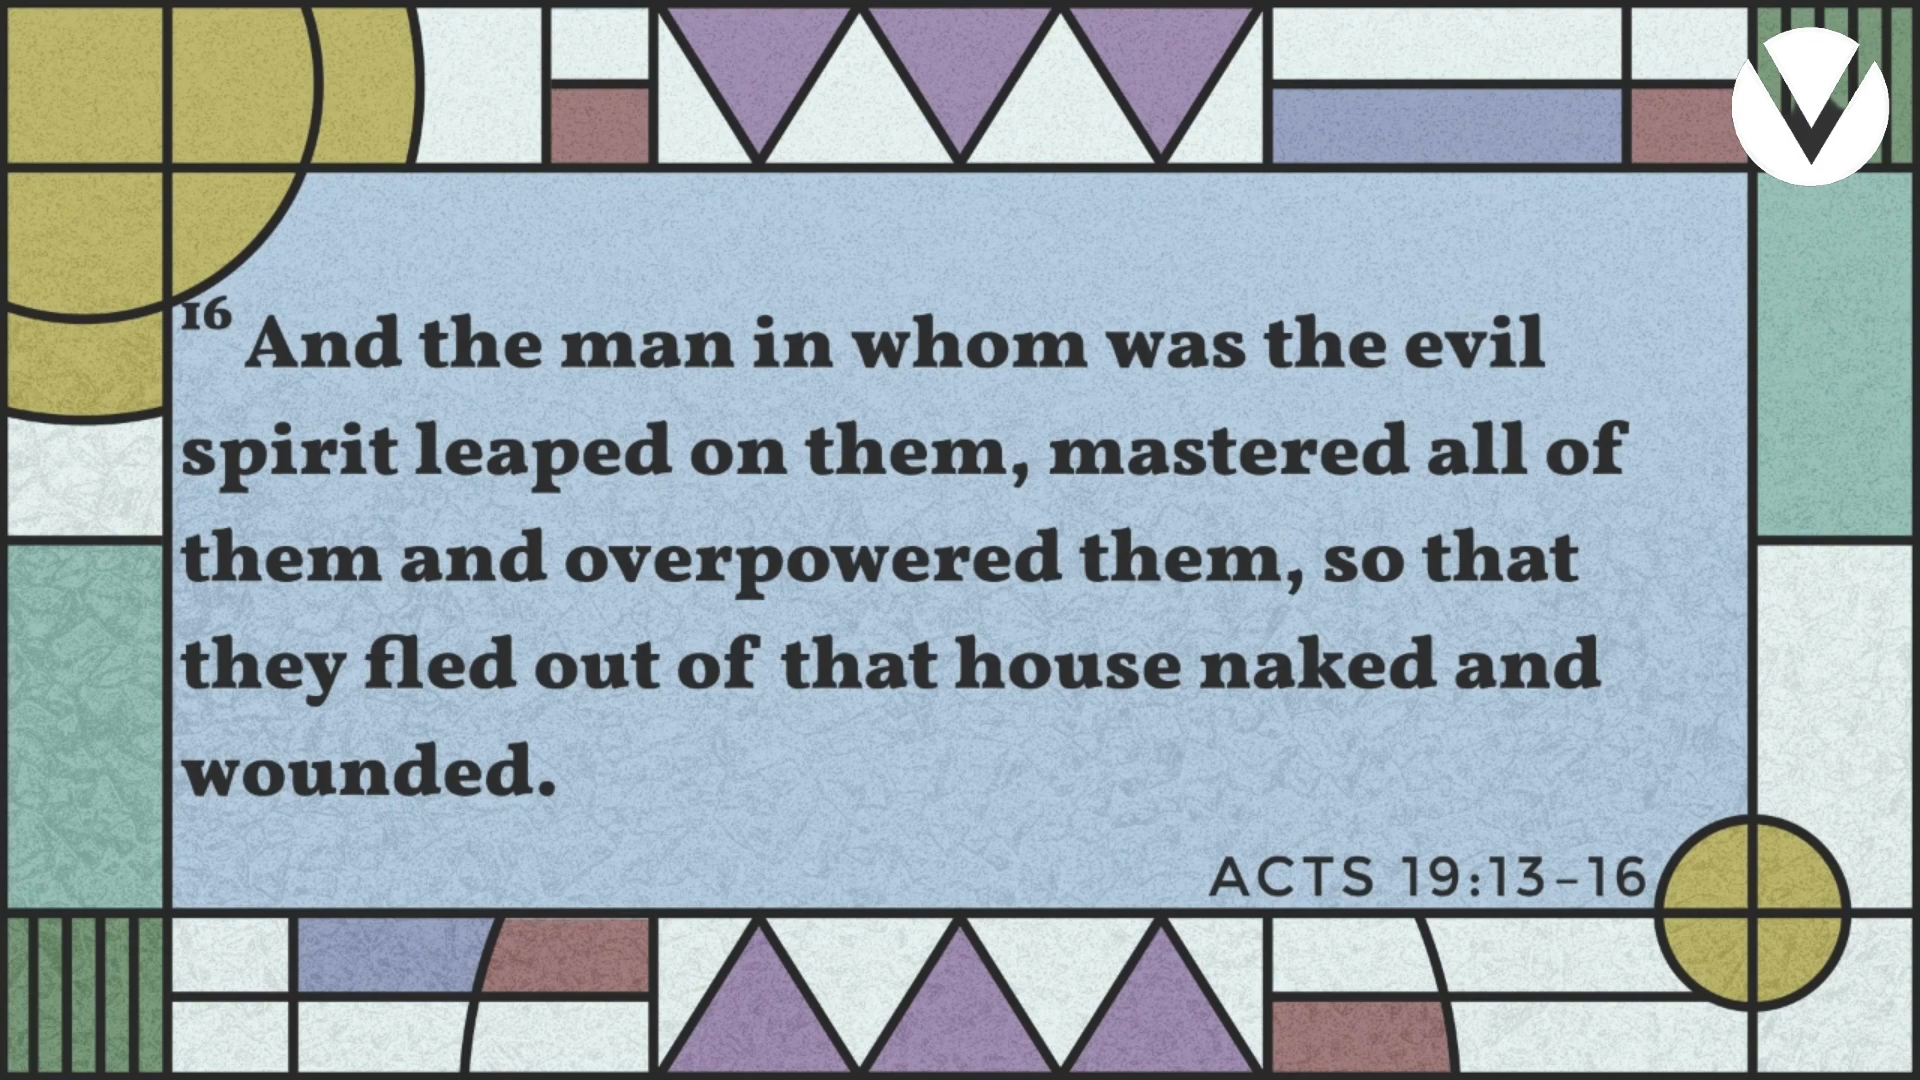 16 And the man in whom was the evil
spirit leaped on them, mastered all of
them and overpowered them, so that
they fled out of that house naked and
wounded.
ACTS 19:13–16